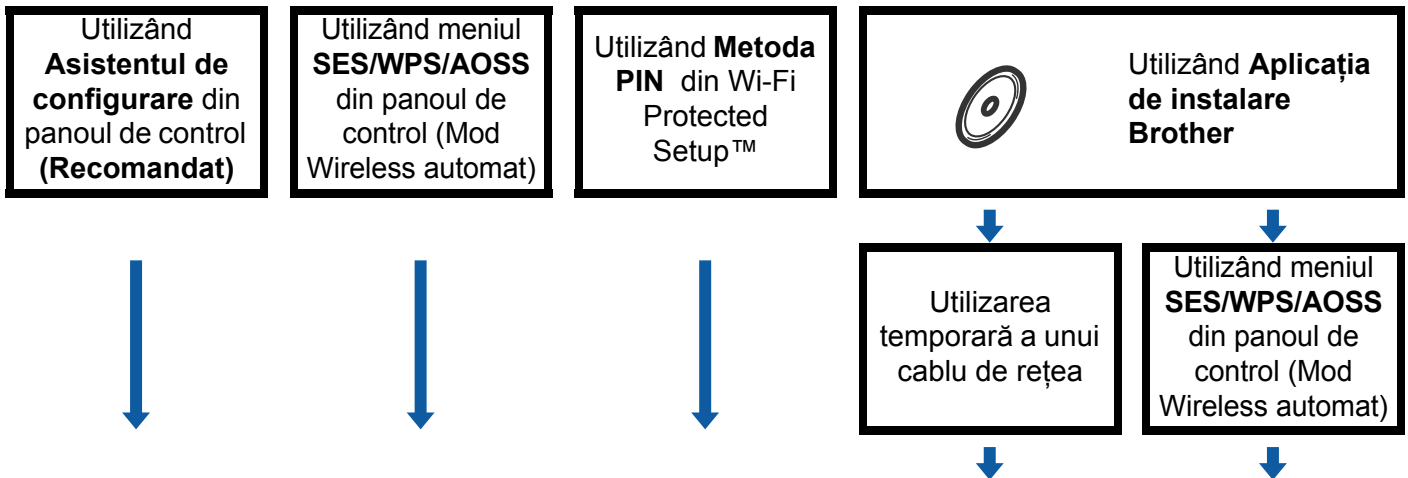 Utilizând
Asistentul de
configurare din
panoul de control
(Recomandat)
Utilizând meniul
SES/WPS/AOSS
din panoul de
control (Mod
Wireless automat)
Utilizând Metoda
PIN din Wi-Fi
Protected
Setup™
Utilizând Aplicația
de instalare
Brother
Utilizarea
temporară a unui
cablu de rețea
Utilizând meniul
SES/WPS/AOSS
din panoul de
control (Mod
Wireless automat)